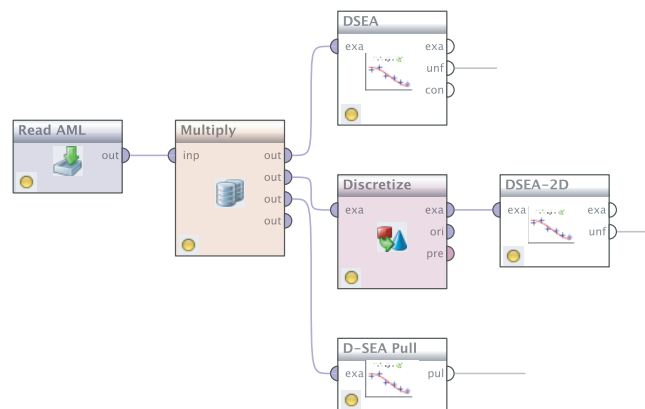 DSEA
exa
exa
unf
con
Read AML
out
Multiply
inp
out
out
out
out
Discretize
exa
exa
ori
pre
DSEA-2D
exa
exa
unf
D-SEA Pull
exa
pul